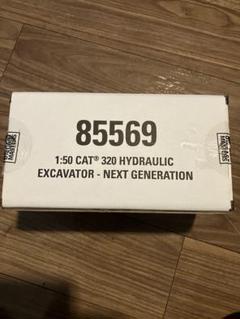 85569
1:50 CAT® 320 HYDRAULIC
EXCAVATOR - NEXT GENERATION